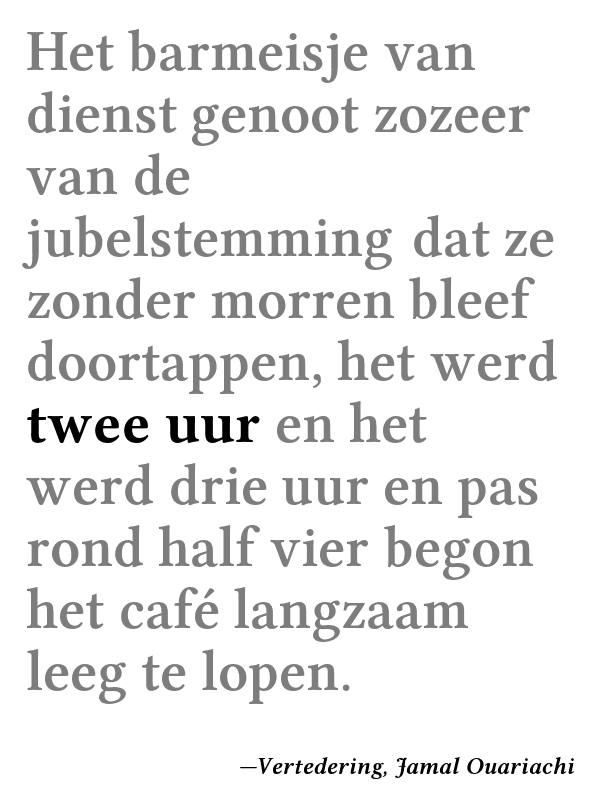 Het barmeisje van
dienst genoot zozeer
van de
jubelstemming dat ze
zonder morren bleef
doortappen, het werd
twee uur en het
werd drie uur en pas
rond half vier begon
het café langzaam
leeg te lopen.
—Vertedering, Jamal Ouariachi